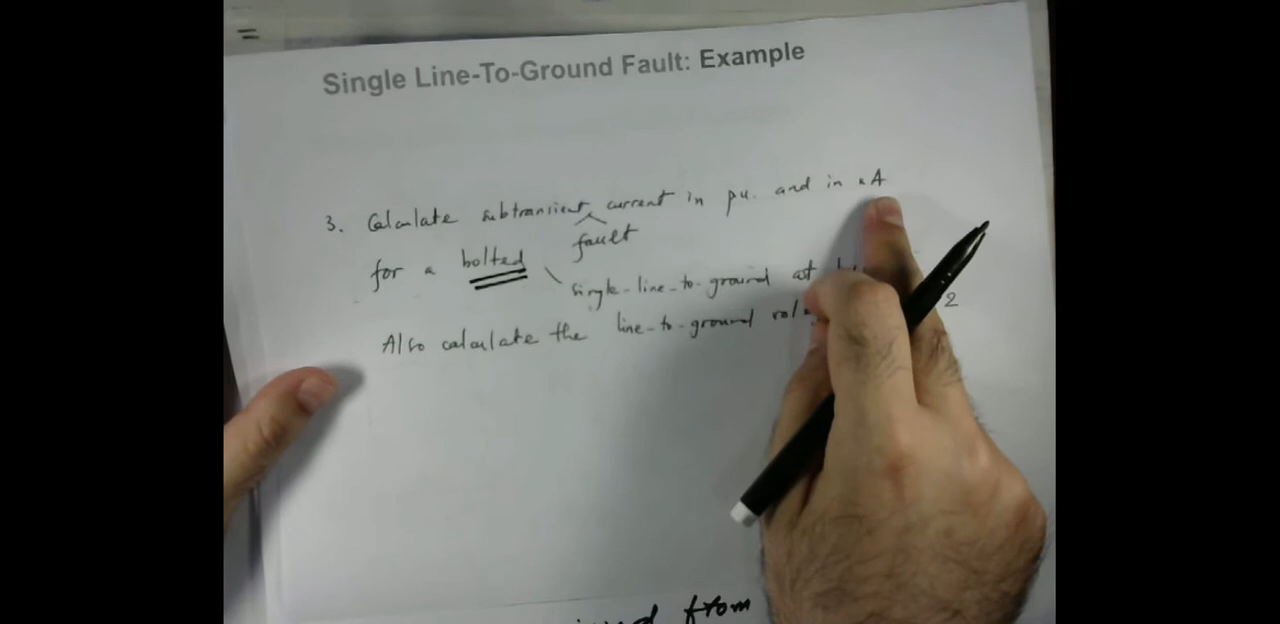 Single Line-To-Ground Fault: Example
3. Calculate subtransient current in pu. and in kA
fault
for a bolted single-line-to-ground at
2
Also calculate the line-to-ground
from